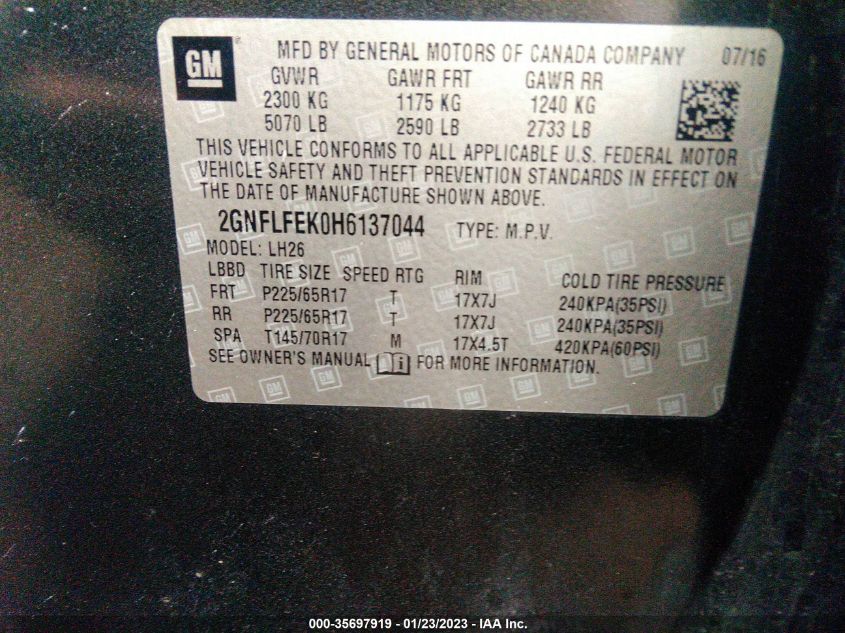 GM MFD BY GENERAL MOTORS OF CANADA COMPANY 07/16
GVWR GAWR FRT GAWR RR
2300 KG 1175 KG 1240 KG
5070 LB 2590 LB 2733 LB
THIS VEHICLE CONFORMS TO ALL APPLICABLE U.S. FEDERAL MOTOR
VEHICLE SAFETY AND THEFT PREVENTION STANDARDS IN EFFECT ON
THE DATE OF MANUFACTURE SHOWN ABOVE.
2GNFLFEK0H6137044 TYPE: M.P.V.
MODEL: LH26
LBBD TIRE SIZE SPEED RTG RIM COLD TIRE PRESSURE
FRT P225/65R17 T 17X7J 240KPA(35PSI)
RR P225/65R17 T 17X7J 240KPA(35PSI)
SPA T145/70R17 M 17X4.5T 420KPA(60PSI)
SEE OWNER'S MANUAL i FOR MORE INFORMATION.
000-35697919 - 01/23/2023 - IAA Inc.